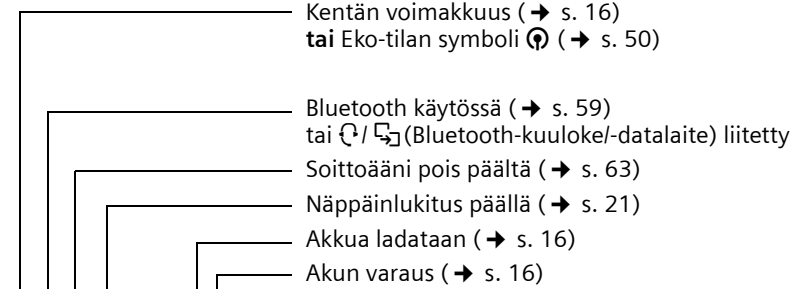 Kentän voimakkuus (➔ s. 16)
tai Eko-tilan symboli (➔ s. 50)
Bluetooth käytössä (➔ s. 59)
tai / (Bluetooth-kuuloke/-datalaite) liitetty
Soittoääni pois päältä (➔ s. 63)
Näppäinlukitus päällä (➔ s. 21)
Akkua ladataan (➔ s. 16)
Akun varaus (➔ s. 16)